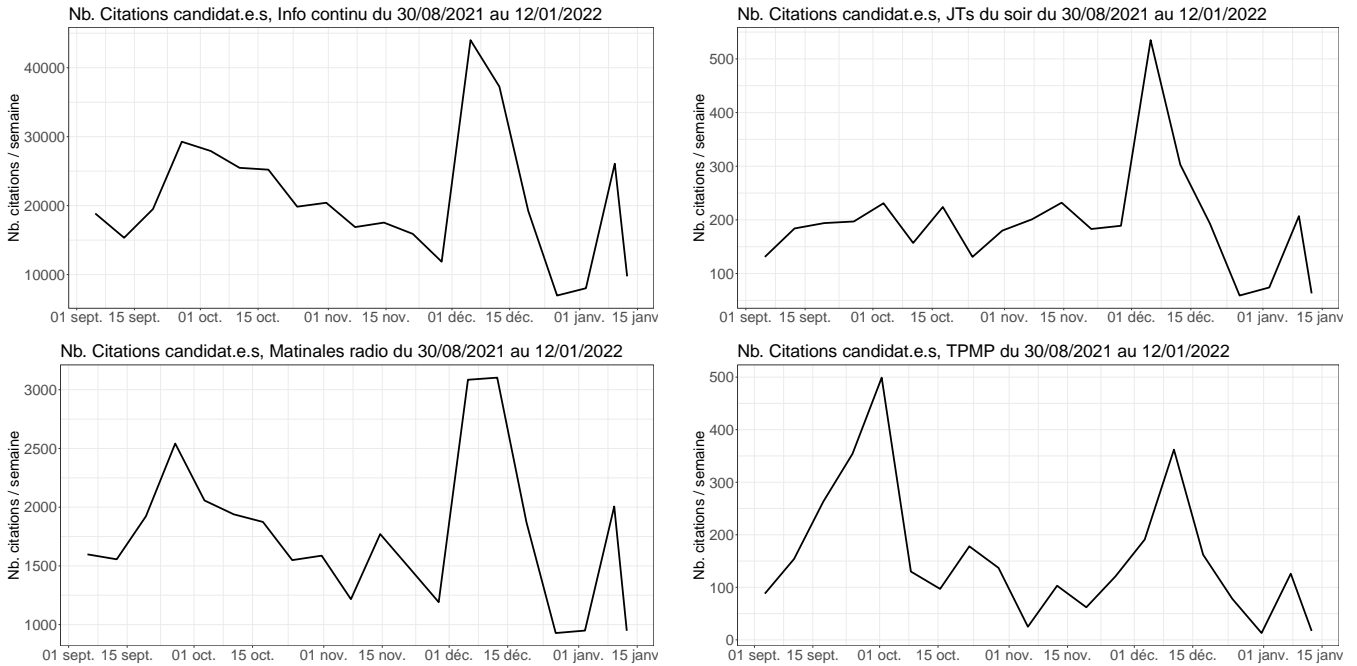 Nb. Citations candidat.e.s, Info continu du 30/08/2021 au 12/01/2022
Nb. citations / semaine
40000
30000
20000
10000
01 sept. 15 sept. 01 oct. 15 oct. 01 nov. 15 nov. 01 déc. 15 déc. 01 janv. 15 janv
Nb. Citations candidat.e.s, JTs du soir du 30/08/2021 au 12/01/2022
Nb. citations / semaine
500
400
300
200
100
01 sept. 15 sept. 01 oct. 15 oct. 01 nov. 15 nov. 01 déc. 15 déc. 01 janv. 15 janv
Nb. Citations candidat.e.s, Matinales radio du 30/08/2021 au 12/01/2022
Nb. citations / semaine
3000
2500
2000
1500
1000
01 sept. 15 sept. 01 oct. 15 oct. 01 nov. 15 nov. 01 déc. 15 déc. 01 janv. 15 janv
Nb. Citations candidat.e.s, TPMP du 30/08/2021 au 12/01/2022
Nb. citations / semaine
500
400
300
200
100
0
01 sept. 15 sept. 01 oct. 15 oct. 01 nov. 15 nov. 01 déc. 15 déc. 01 janv. 15 janv